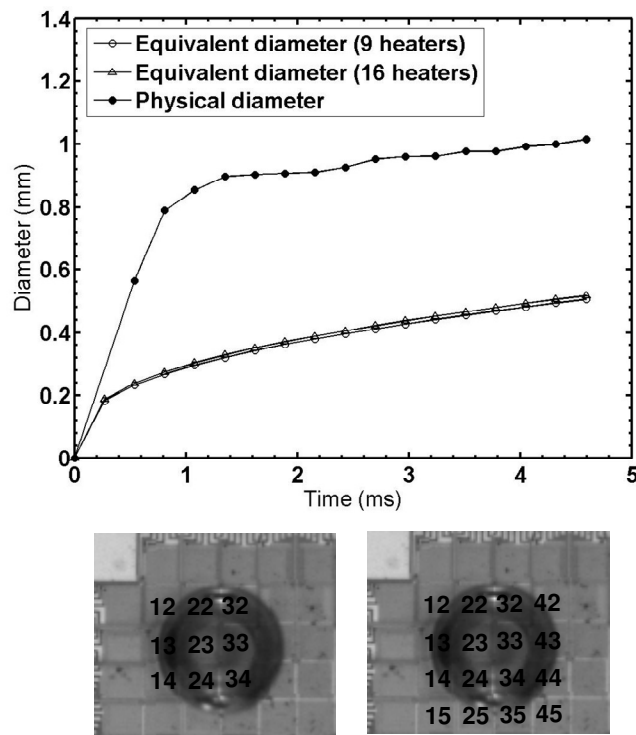 1.4
1.2
1
0.8
0.6
0.4
0.2
0
Diameter (mm)
Equivalent diameter (9 heaters)
Equivalent diameter (16 heaters)
Physical diameter
0 1 2 3 4 5
Time (ms)
12 22 32
13 23 33
14 24 34
12 22 32 42
13 23 33 43
14 24 34 44
15 25 35 45